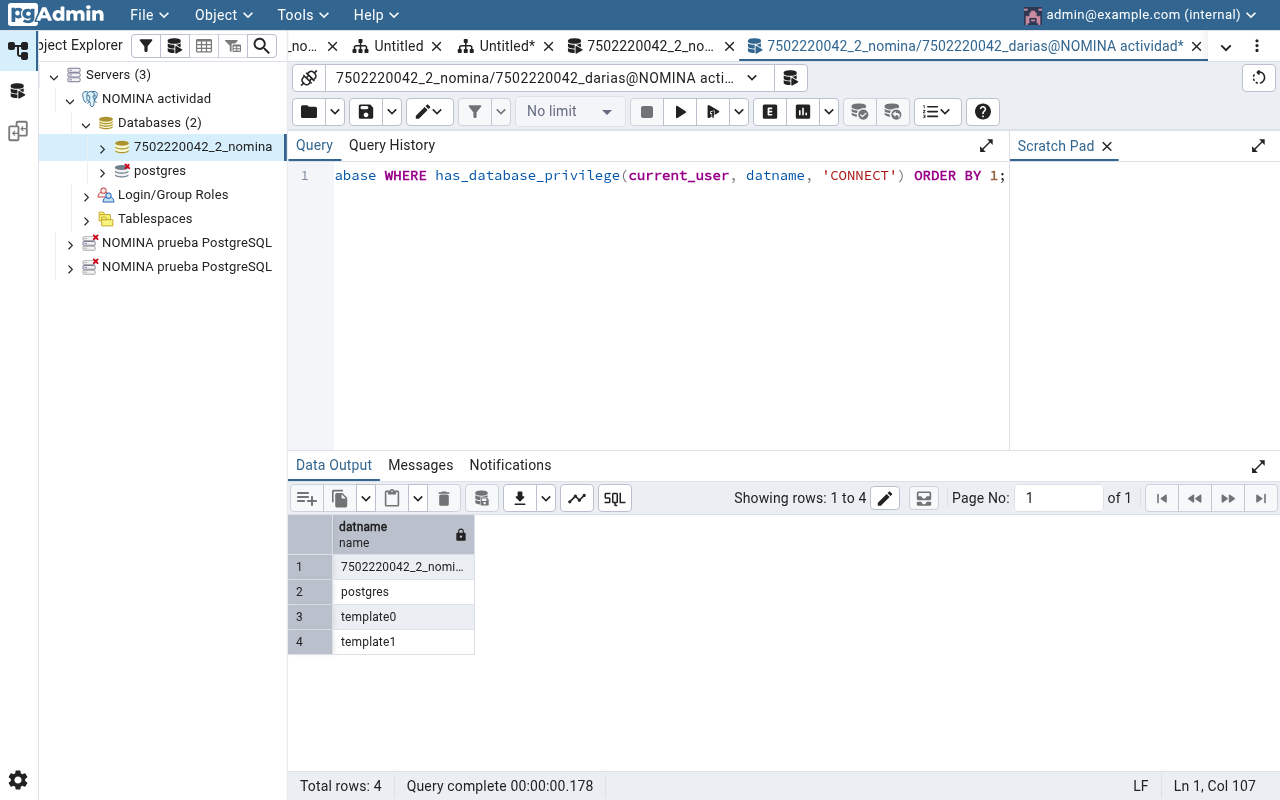 pgAdmin File Object Tools Help admin@example.com (internal)
bject Explorer _no... Untitled Untitled* 7502220042_2_no... 7502220042_2_nomina/7502220042_darias@NOMINA actividad*
Servers (3)
NOMINA actividad
Databases (2)
7502220042_2_nomina
postgres
Login/Group Roles
Tablespaces
NOMINA prueba PostgreSQL
NOMINA prueba PostgreSQL
7502220042_2_nomina/7502220042_darias@NOMINA acti...
No limit E
Query Query History Scratch Pad
1 abase WHERE has_database_privilege(current_user, datname, 'CONNECT') ORDER BY 1;
Data Output Messages Notifications
SQL Showing rows: 1 to 4 Page No: 1 of 1
datname
name
1 7502220042_2_nomi...
2 postgres
3 template0
4 template1
Total rows: 4 Query complete 00:00:00.178 LF Ln 1, Col 107